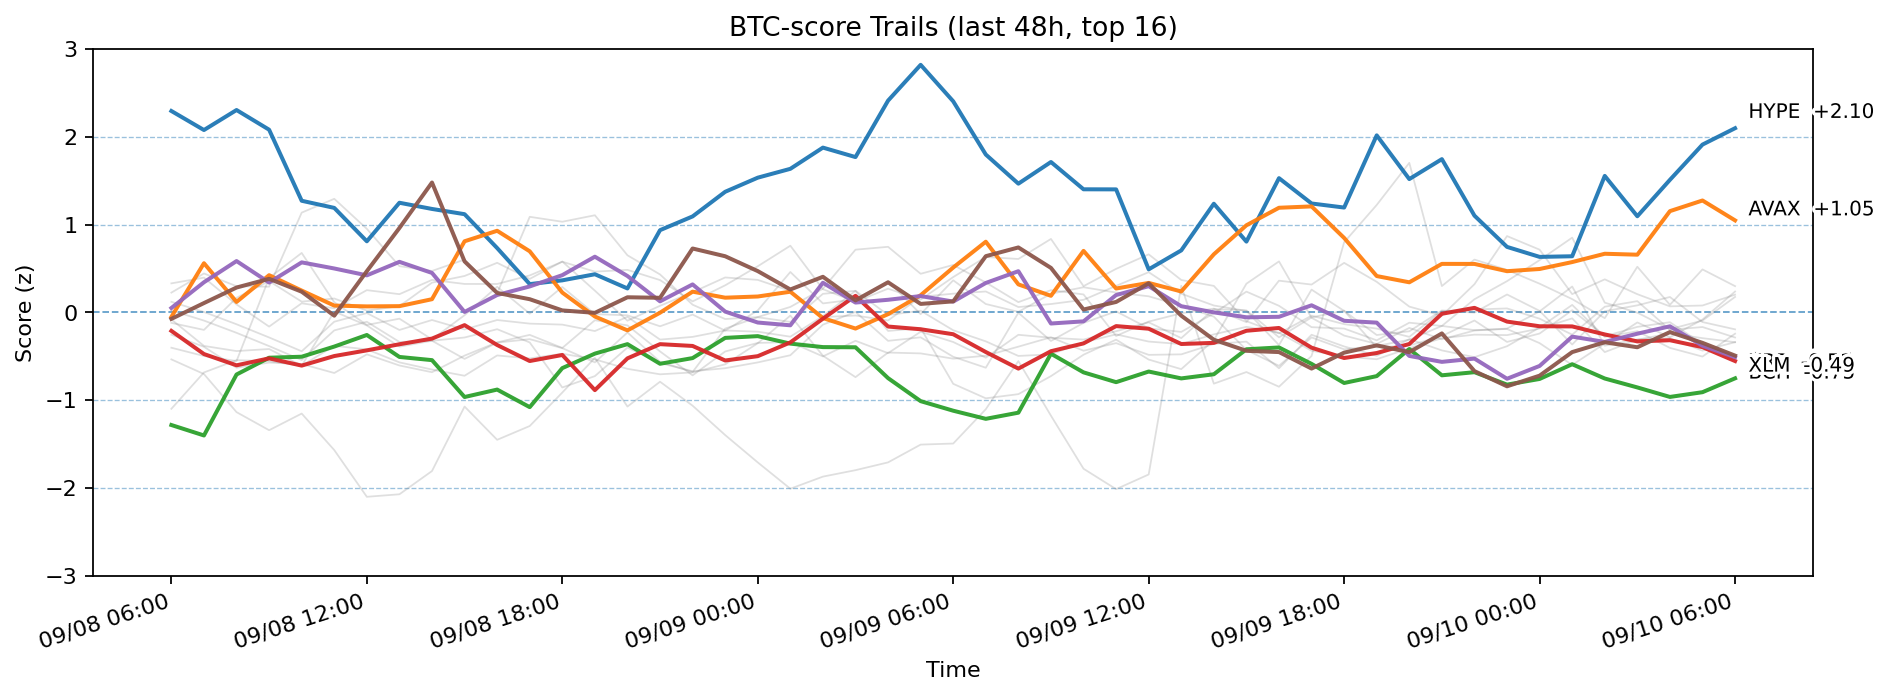 BTC-score Trails (last 48h, top 16)
Score (z)
3
2
1
0
−1
−2
−3
HYPE +2.10
AVAX +1.05
XLM -0.49
09/08 06:00
09/08 12:00
09/08 18:00
09/09 00:00
09/09 06:00
09/09 12:00
09/09 18:00
09/10 00:00
09/10 06:00
Time